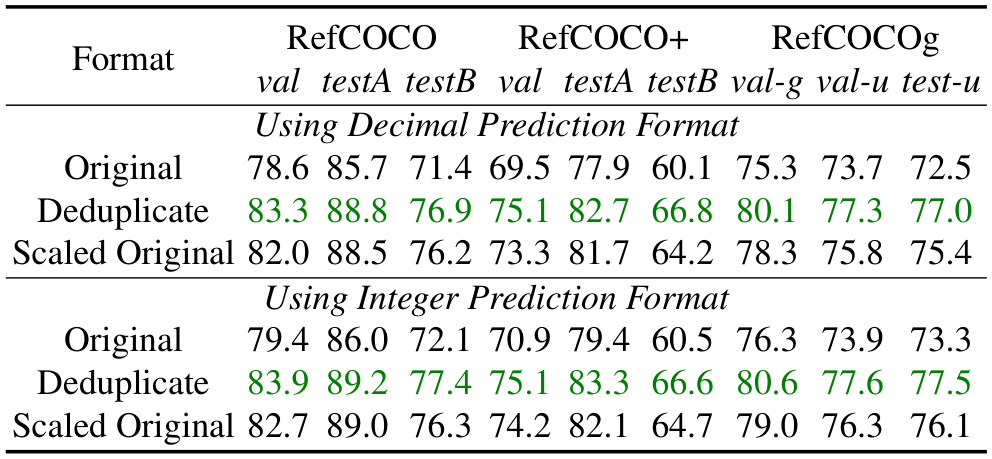 Format RefCOCO RefCOCO+ RefCOCOg
val testA testB val testA testB val-g val-u test-u
Using Decimal Prediction Format
Original 78.6 85.7 71.4 69.5 77.9 60.1 75.3 73.7 72.5
Deduplicate 83.3 88.8 76.9 75.1 82.7 66.8 80.1 77.3 77.0
Scaled Original 82.0 88.5 76.2 73.3 81.7 64.2 78.3 75.8 75.4
Using Integer Prediction Format
Original 79.4 86.0 72.1 70.9 79.4 60.5 76.3 73.9 73.3
Deduplicate 83.9 89.2 77.4 75.1 83.3 66.6 80.6 77.6 77.5
Scaled Original 82.7 89.0 76.3 74.2 82.1 64.7 79.0 76.3 76.1